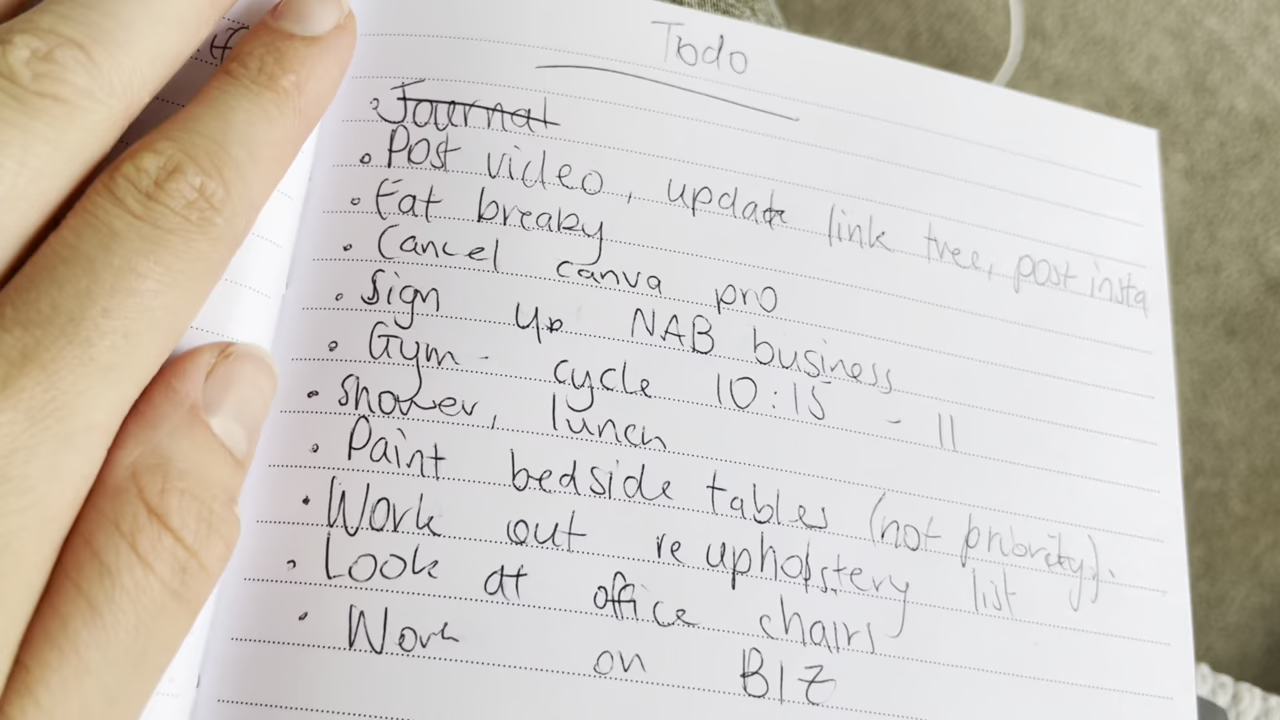 Todo
• Journal
• Post video, update link tree, post insta
• Eat breaky
• Cancel canva pro
• Sign up NAB business
• Gym - cycle 10:15 - 11
• shower, lunch
• Paint bedside tables (not priority).
• Work out reupholstery list
• Look at office chairs
• Work on BIZ